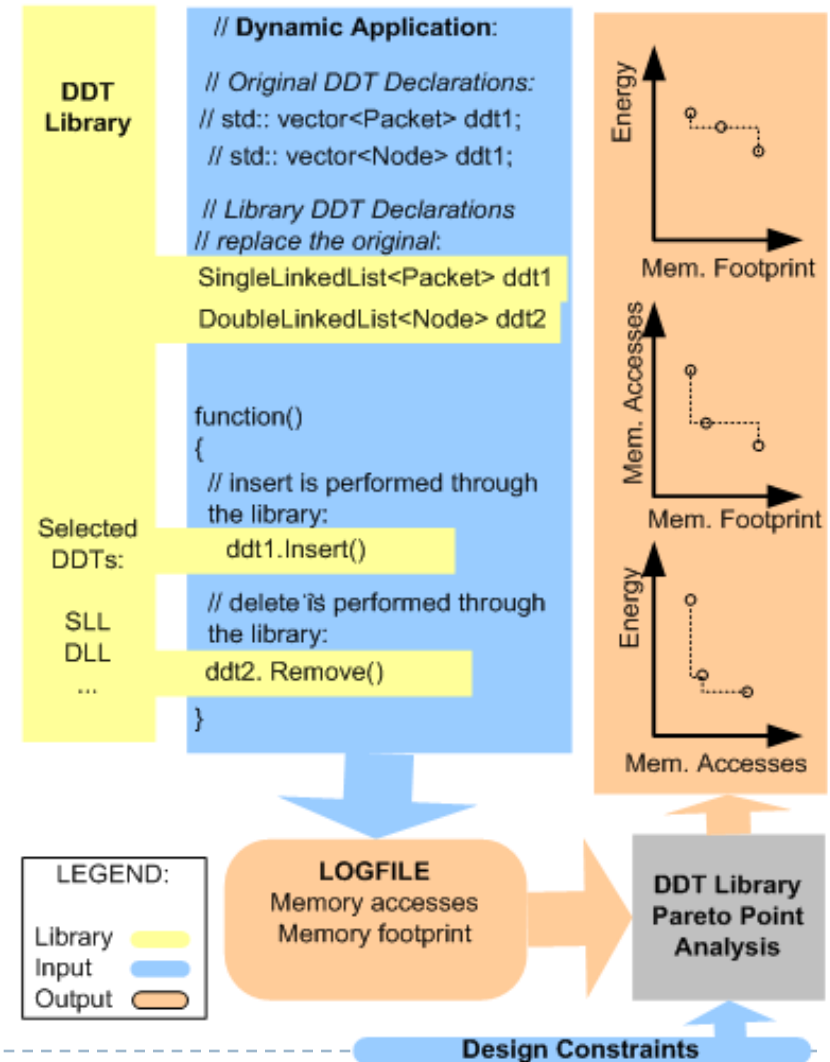 DDT
Library
Selected
DDTs:
SLL
DLL
...
// Dynamic Application:
// Original DDT Declarations:
// std:: vector<Packet> ddt1;
// std:: vector<Node> ddt1;
// Library DDT Declarations
// replace the original:
SingleLinkedList<Packet> ddt1
DoubleLinkedList<Node> ddt2
function()
{
// insert is performed through
the library:
ddt1.Insert()
// delete is performed through
the library:
ddt2. Remove()
}
Energy
Mem. Footprint
Mem. Accesses
Mem. Footprint
Energy
Mem. Accesses
LEGEND:
Library
Input
Output
LOGFILE
Memory accesses
Memory footprint
DDT Library
Pareto Point
Analysis
Design Constraints